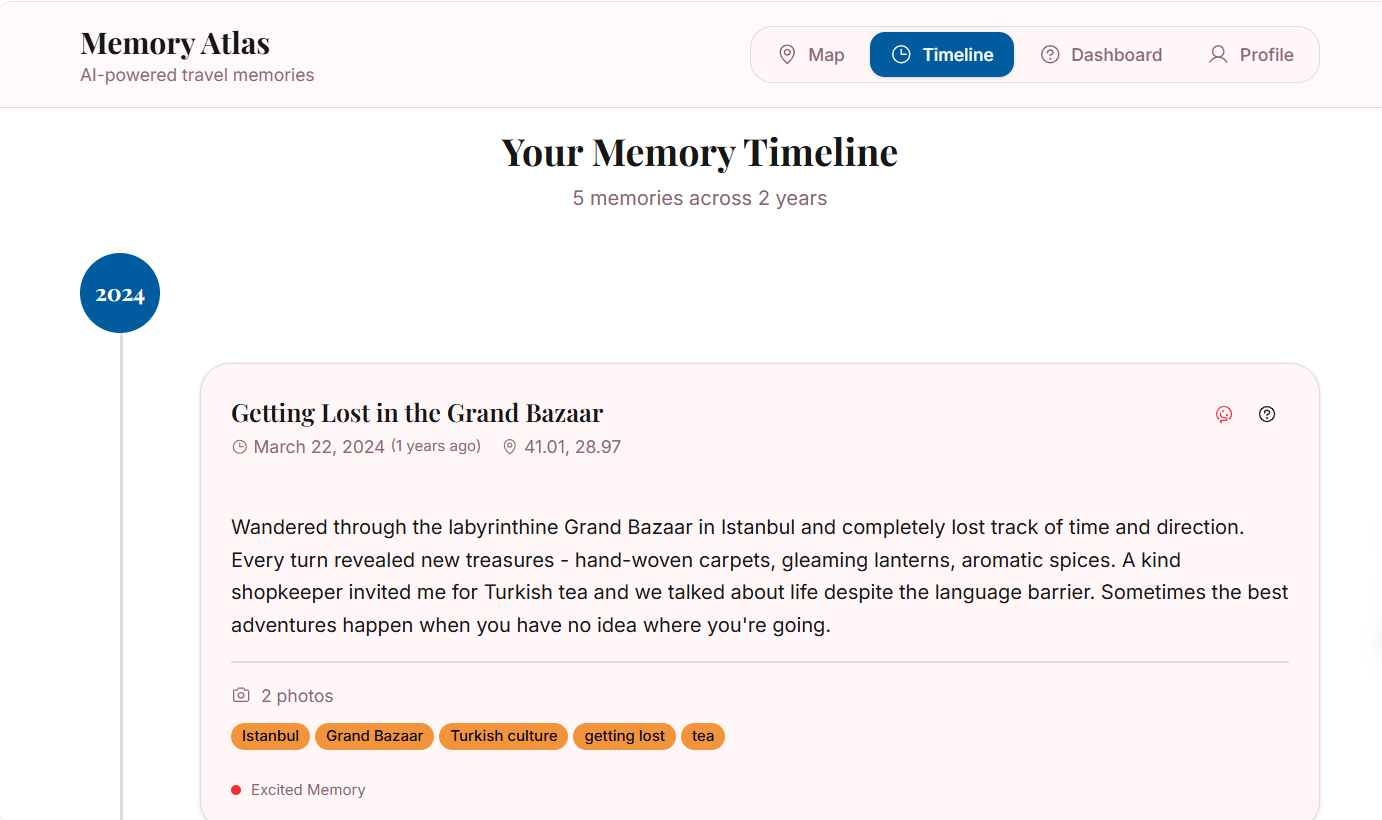 Memory Atlas
AI-powered travel memories
Map
Timeline
Dashboard
Profile
Your Memory Timeline
5 memories across 2 years
2024
Getting Lost in the Grand Bazaar
March 22, 2024 (1 years ago) 41.01, 28.97
Wandered through the labyrinthine Grand Bazaar in Istanbul and completely lost track of time and direction.
Every turn revealed new treasures - hand-woven carpets, gleaming lanterns, aromatic spices. A kind
shopkeeper invited me for Turkish tea and we talked about life despite the language barrier. Sometimes the best
adventures happen when you have no idea where you're going.
2 photos
Istanbul Grand Bazaar Turkish culture getting lost tea
Excited Memory